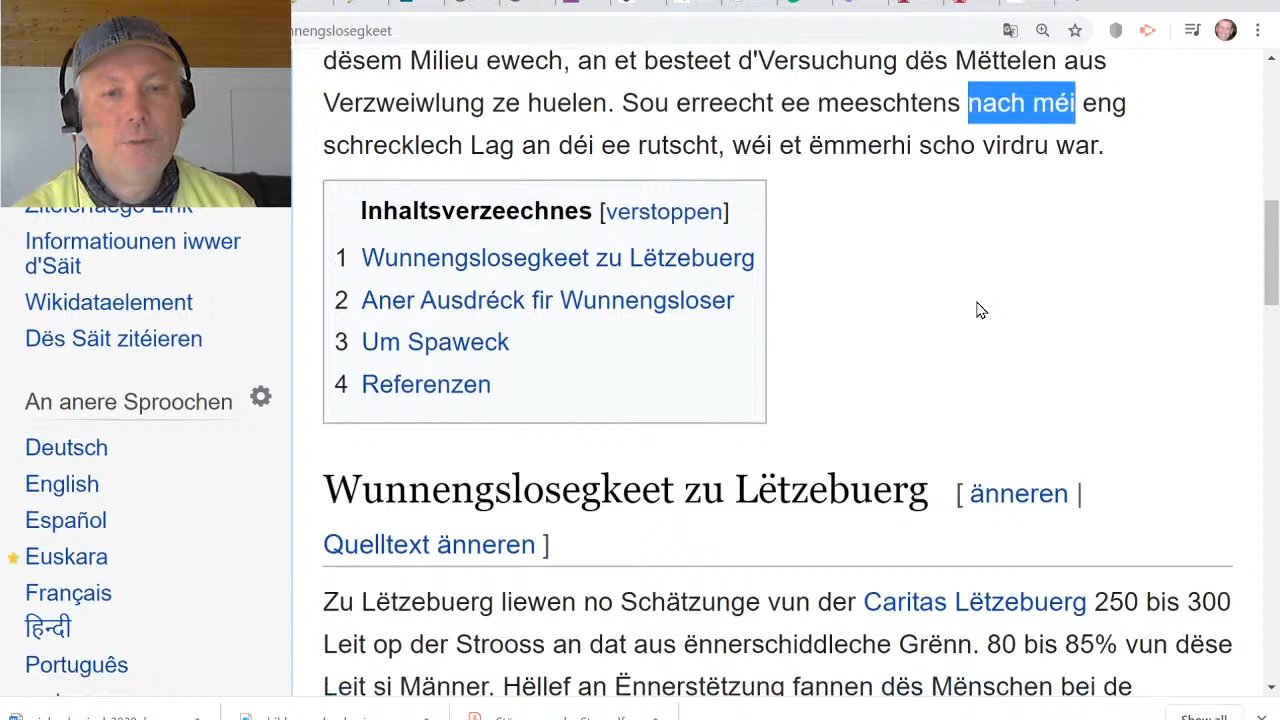 nnengslosegkeet
dësem Milieu ewech, an et besteet d'Versuchung dës Mëttelen aus
Verzweiwlung ze huelen. Sou erreecht ee meeschtens nach méi eng
schrecklech Lag an déi ee rutscht, wéi et ëmmerhi scho virdru war.
Inhaltsverzeechnes [verstoppen]
1 Wunnengslosegkeet zu Lëtzebuerg
2 Aner Ausdréck fir Wunnengsloser
3 Um Spaweck
4 Referenzen
Informatiounen iwwer
d'Säit
Wikidataelement
Dës Säit zitéieren
An anere Sproochen
Deutsch
English
Español
Euskara
Français
हिन्दी
Português
Wunnengslosegkeet zu Lëtzebuerg [ änneren |
Quelltext änneren ]
Zu Lëtzebuerg liewen no Schätzunge vun der Caritas Lëtzebuerg 250 bis 300
Leit op der Strooss an dat aus ënnerschiddleche Grënn. 80 bis 85% vun dëse
Leit si Männer. Hëllef an Ënnerstëtzung fannen dës Mënschen bei de
Show all